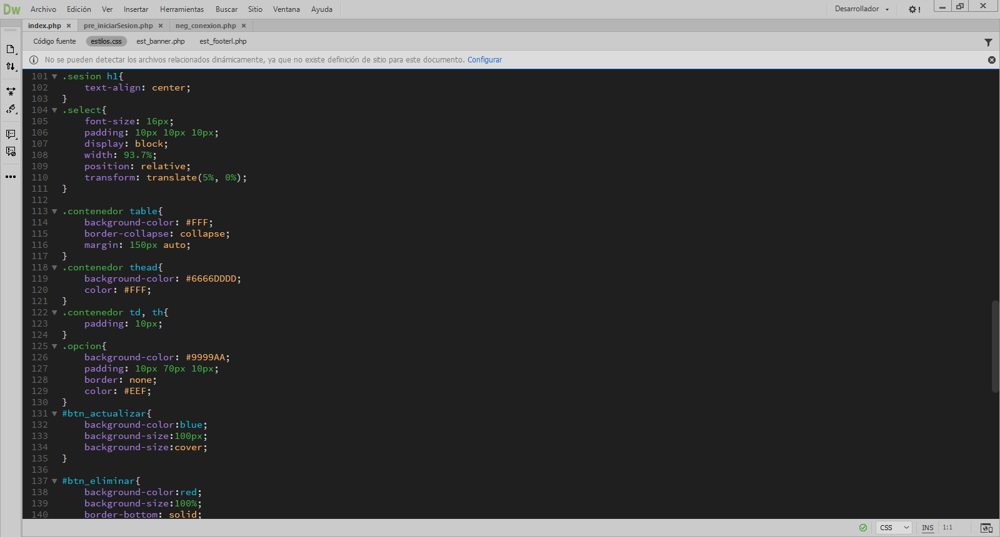 Dw Archivo Edición Ver Insertar Herramientas Buscar Sitio Ventana Ayuda Desarrollador
index.php pre_iniciarSesion.php neg_conexion.php
Código fuente estilos.css est_banner.php est_footerl.php
No se pueden detectar los archivos relacionados dinámicamente, ya que no existe definición de sitio para este documento. Configurar
101 .sesion h1{
102 text-align: center;
103 }
104 .select{
105 font-size: 16px;
106 padding: 10px 10px 10px;
107 display: block;
108 width: 93.7%;
109 position: relative;
110 transform: translate(5%, 0%);
111 }
112
113 .contenedor table{
114 background-color: #FFF;
115 border-collapse: collapse;
116 margin: 150px auto;
117 }
118 .contenedor thead{
119 background-color: #6666DDDD;
120 color: #FFF;
121 }
122 .contenedor td, th{
123 padding: 10px;
124 }
125 .opcion{
126 background-color: #9999AA;
127 padding: 10px 70px 10px;
128 border: none;
129 color: #EEF;
130 }
131 #btn_actualizar{
132 background-color:blue;
133 background-size:100px;
134 background-size:cover;
135 }
136
137 #btn_eliminar{
138 background-color:red;
139 background-size:100%;
140 border-bottom: solid;
CSS INS 1:1